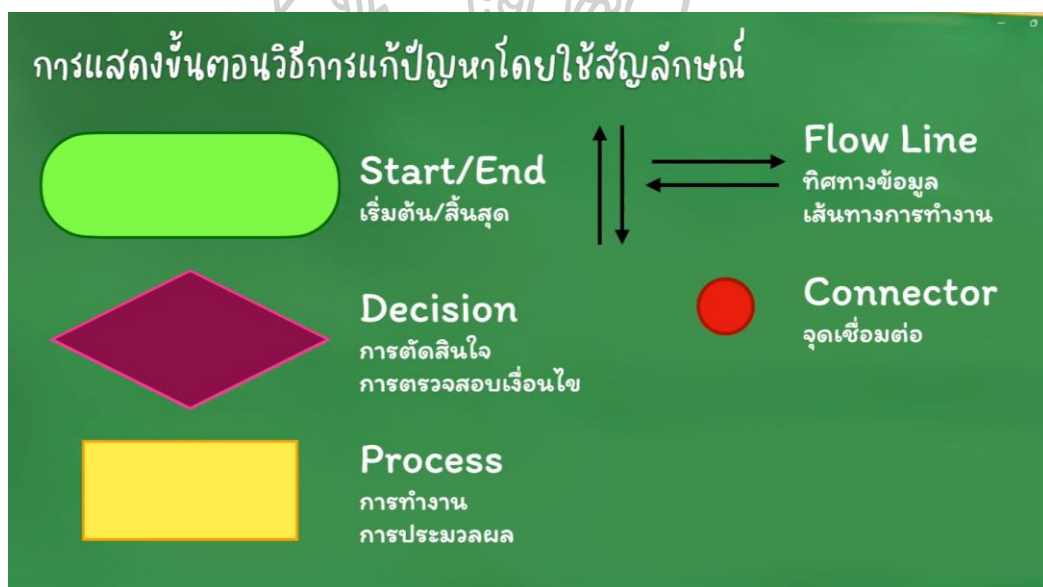 การแสดงขั้นตอนวิธีการแก้ปัญหาโดยใช้สัญลักษณ์
Start/End
เริ่มต้น/สิ้นสุด
Flow Line
ทิศทางข้อมูล
เส้นทางการทำงาน
Decision
การตัดสินใจ
การตรวจสอบเงื่อนไข
Connector
จุดเชื่อมต่อ
Process
การทำงาน
การประมวลผล